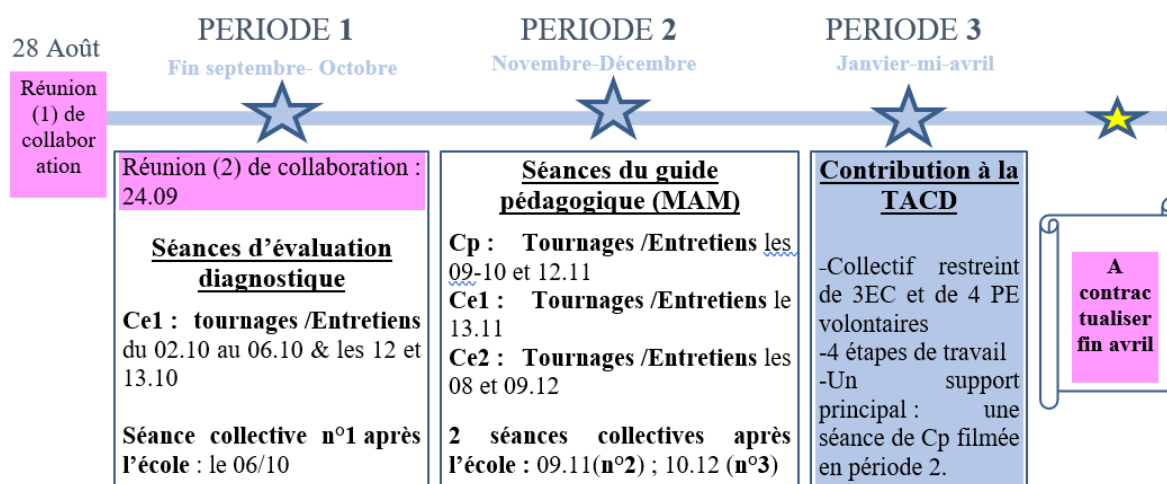 28 Août
Réunion
(1) de
collabor
ation
PERIODE 1
Fin septembre- Octobre
Réunion (2) de collaboration :
24.09
Séances d’évaluation
diagnostique
Ce1 : tournages /Entretiens
du 02.10 au 06.10 & les 12 et
13.10
Séance collective n°1 après
l’école : le 06/10
PERIODE 2
Novembre-Décembre
Séances du guide
pédagogique (MAM)
Cp : Tournages /Entretiens les
09-10 et 12.11
Ce1 : Tournages /Entretiens le
13.11
Ce2 : Tournages /Entretiens les
08 et 09.12
2 séances collectives après
l’école : 09.11(n°2) ; 10.12 (n°3)
PERIODE 3
Janvier-mi-avril
Contribution à la
TACD
-Collectif restreint
de 3EC et de 4 PE
volontaires
-4 étapes de travail
-Un support
principal : une
séance de Cp filmée
en période 2.
A
contrac
tualiser
fin avril